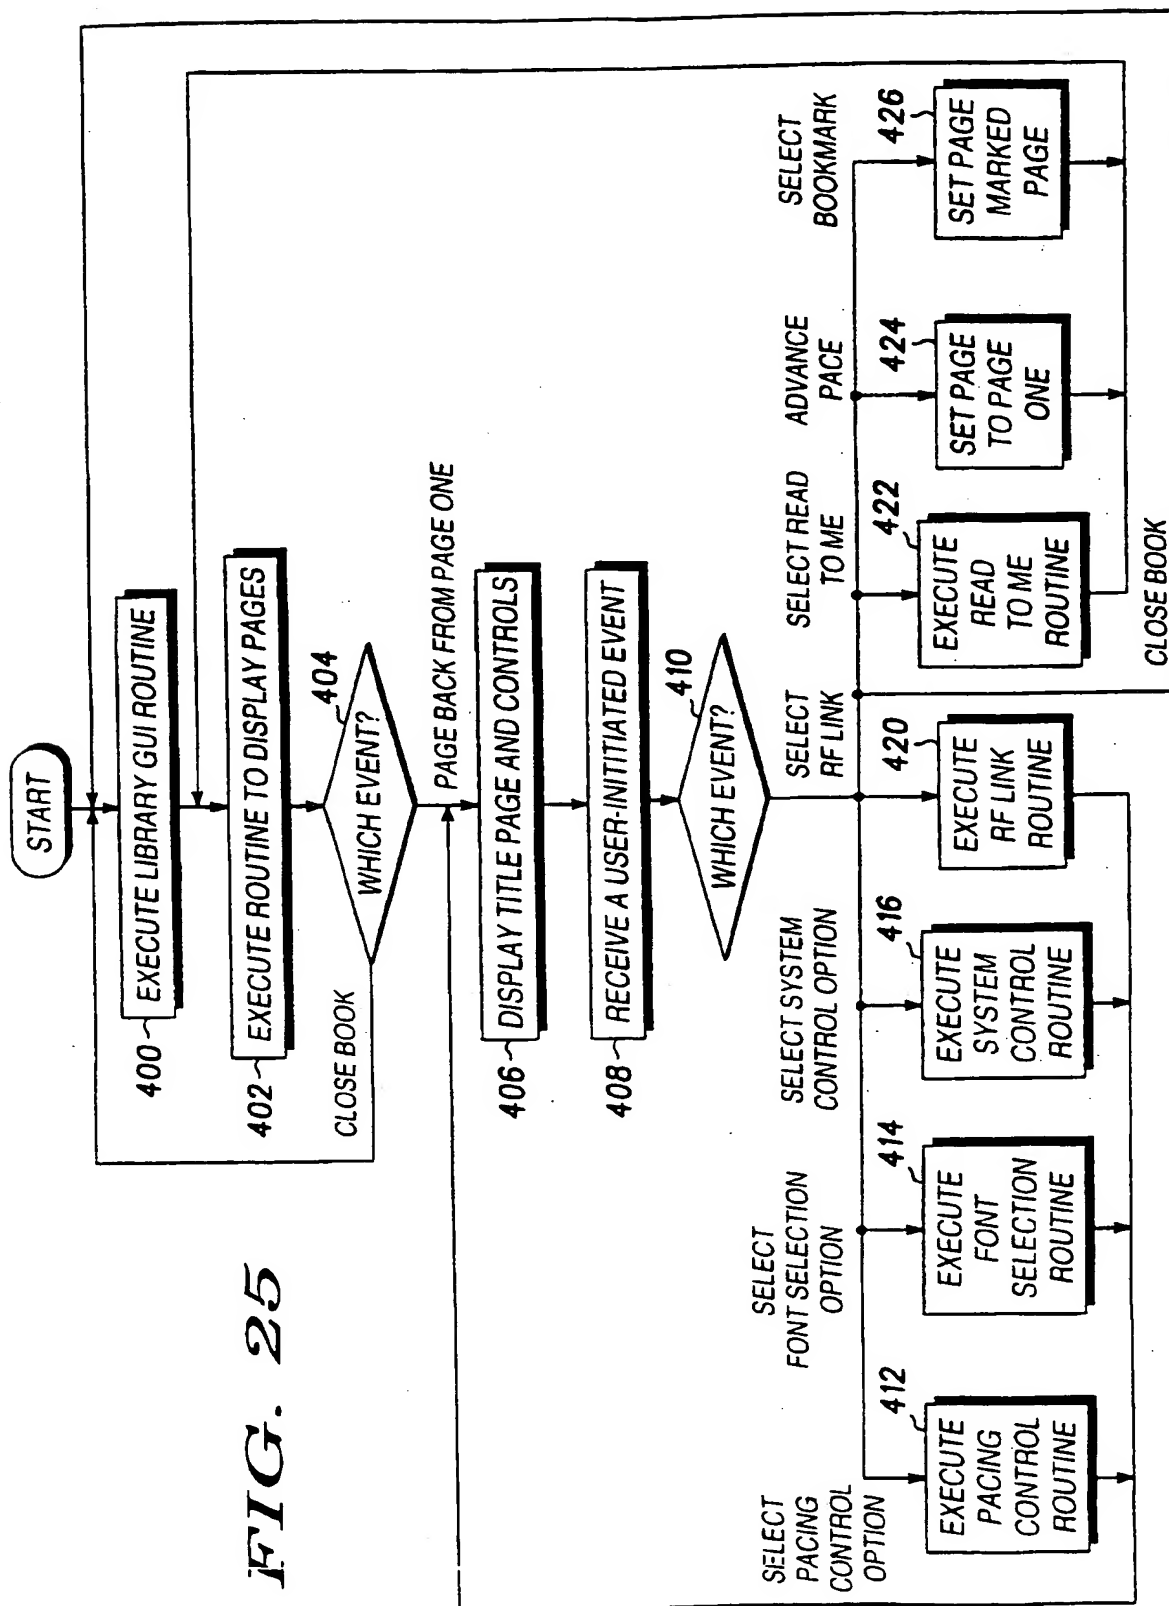 FIG. 25
START
400
EXECUTE LIBRARY GUI ROUTINE
402
EXECUTE ROUTINE TO DISPLAY PAGES
404
WHICH EVENT?
CLOSE BOOK
PAGE BACK FROM PAGE ONE
406
DISPLAY TITLE PAGE AND CONTROLS
408
RECEIVE A USER-INITIATED EVENT
410
WHICH EVENT?
SELECT
PACING
CONTROL
OPTION
412
EXECUTE
PACING
CONTROL
ROUTINE
SELECT
FONT SELECTION
OPTION
414
EXECUTE
FONT
SELECTION
ROUTINE
SELECT SYSTEM
CONTROL OPTION
416
EXECUTE
SYSTEM
CONTROL
ROUTINE
SELECT
RF LINK
420
EXECUTE
RF LINK
ROUTINE
SELECT READ
TO ME
422
EXECUTE
READ
TO ME
ROUTINE
ADVANCE
PACE
424
SET PAGE
TO PAGE
ONE
SELECT
BOOKMARK
426
SET PAGE
MARKED
PAGE
CLOSE BOOK